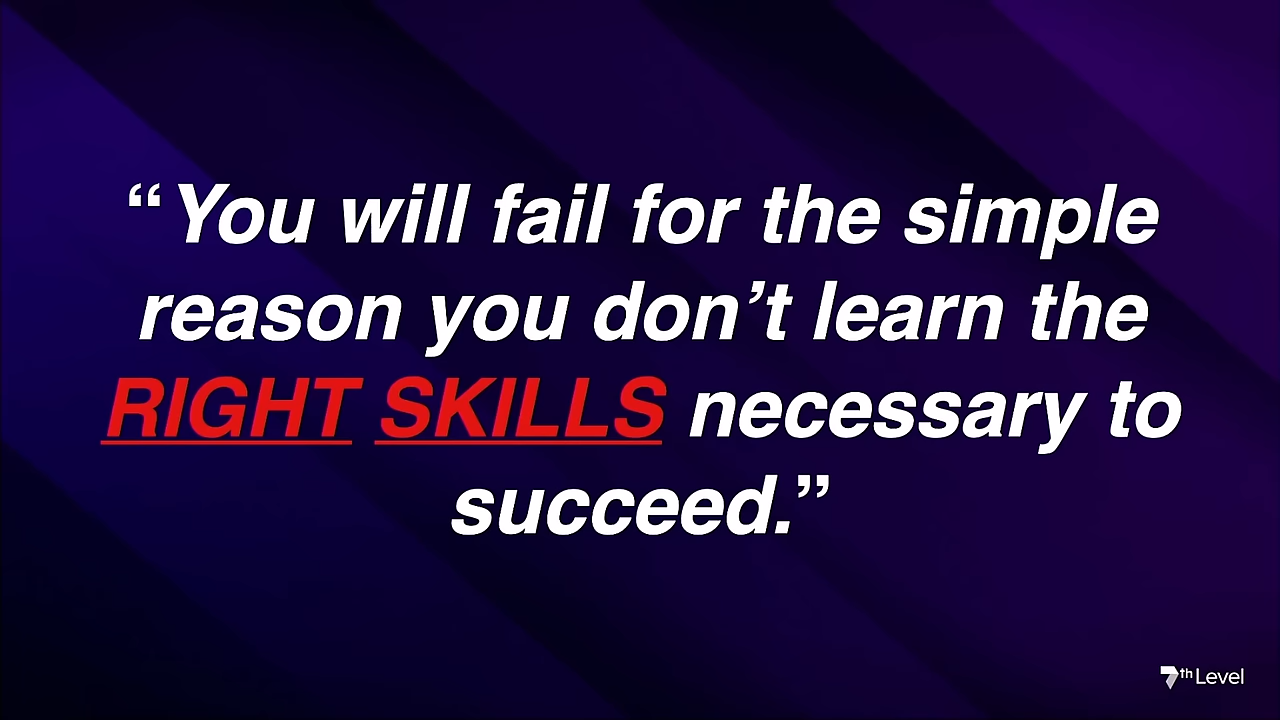 “You will fail for the simple
reason you don’t learn the
RIGHT SKILLS necessary to
succeed.”
7th Level